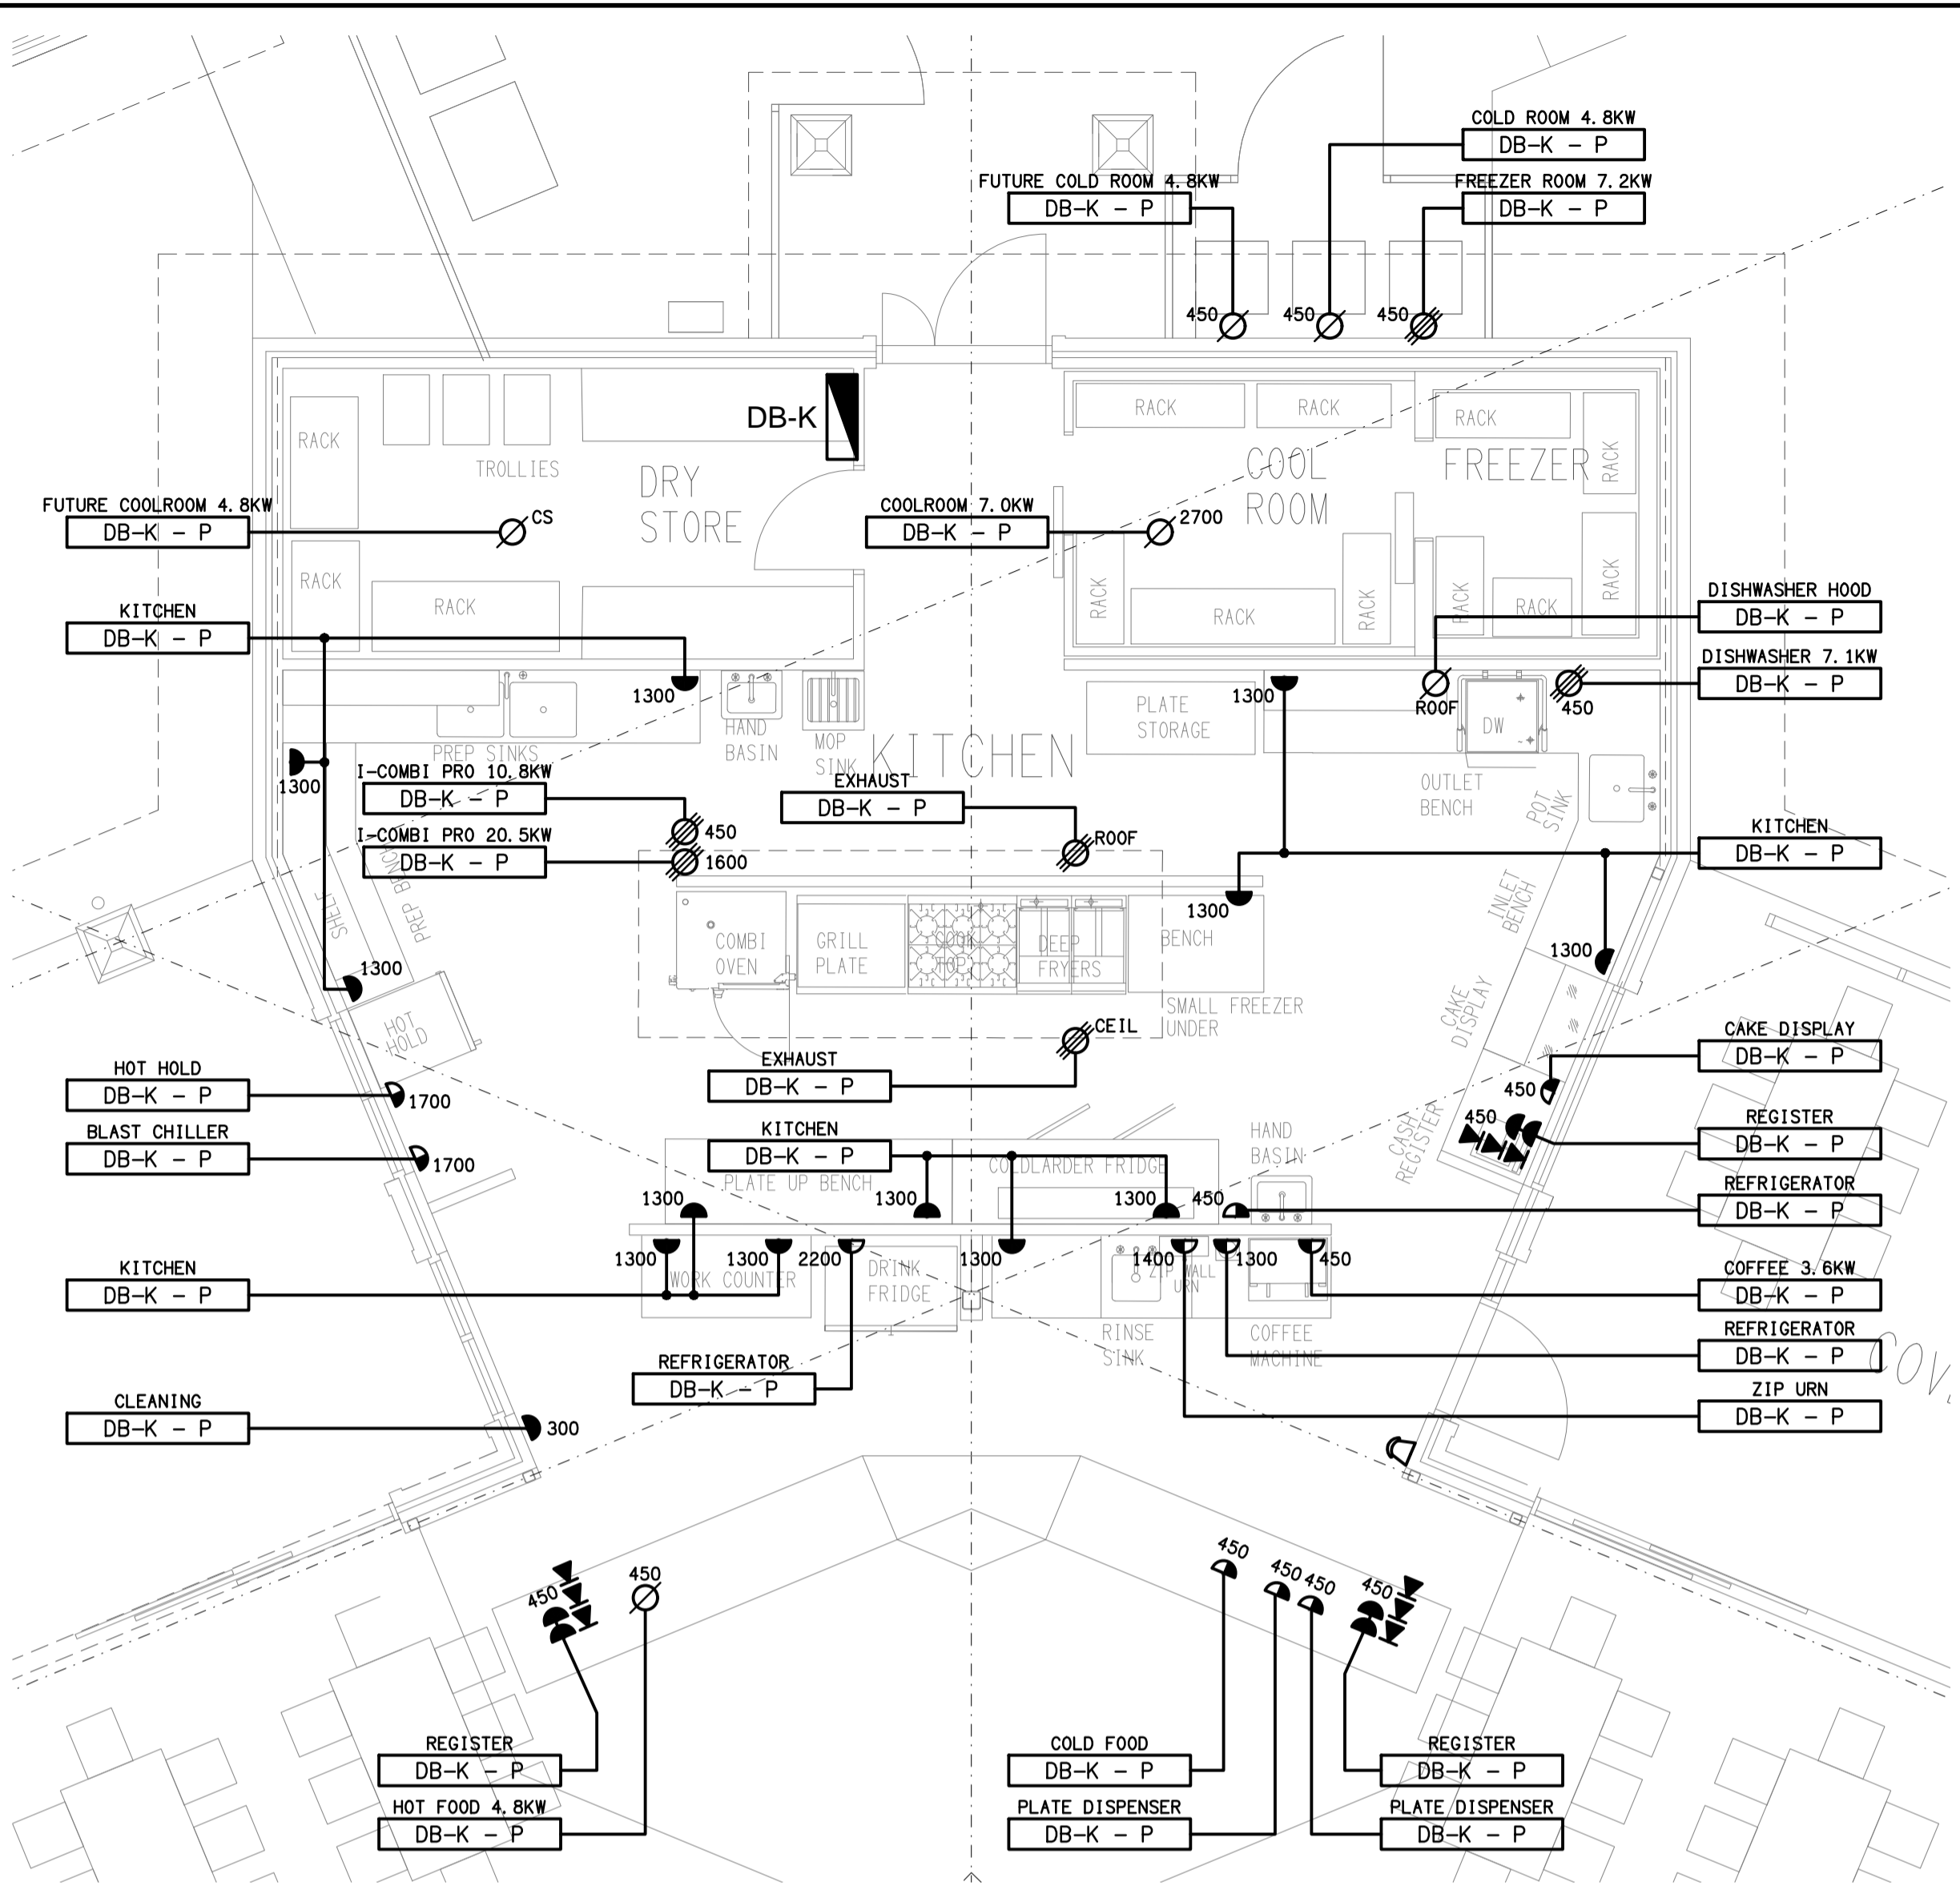 COLD ROOM 4.8KW
DB-K - P
FUTURE COLD ROOM 4.8KW
DB-K - P
FREEZER ROOM 7.2KW
DB-K - P
450
450
450
DB-K
RACK
TROLLIES
DRY
STORE
RACK
RACK
COOL
ROOM
RACK
FREEZER
RACK
FUTURE COOLROOM 4.8KW
DB-K - P
CS
COOLROOM 7.0KW
DB-K - P
2700
RACK
RACK
RACK
RACK
RACK
RACK
RACK
RACK
RACK
KITCHEN
DB-K - P
1300
DISHWASHER HOOD
DB-K - P
DISHWASHER 7.1KW
DB-K - P
1300
ROOF
450
PREP SINKS
HAND
BASIN
MOP
SINK
KITCHEN
PLATE
STORAGE
DW
OUTLET
BENCH
POT
SINK
1300
I-COMBI PRO 10.8KW
DB-K - P
450
I-COMBI PRO 20.5KW
DB-K - P
1600
EXHAUST
DB-K - P
ROOF
KITCHEN
DB-K - P
SHELF
PREP BENCH
1300
HOT
HOLD
COMBI
OVEN
GRILL
PLATE
COOK
TOP
DEEP
FRYERS
BENCH
1300
SMALL FREEZER
UNDER
INLET
BENCH
1300
CAKE
DISPLAY
CEIL
EXHAUST
DB-K - P
HOT HOLD
DB-K - P
1700
BLAST CHILLER
DB-K - P
1700
CAKE DISPLAY
DB-K - P
450
REGISTER
DB-K - P
450
CASH
REGISTER
KITCHEN
DB-K - P
PLATE UP BENCH
COLDLARDER FRIDGE
HAND
BASIN
1300
1300
1300
450
REFRIGERATOR
DB-K - P
1300
1300
2200
1300
1400
1300
450
WORK COUNTER
DRINK
FRIDGE
ZIP WALL
URN
KITCHEN
DB-K - P
COFFEE 3.6KW
DB-K - P
RINSE
SINK
COFFEE
MACHINE
REFRIGERATOR
DB-K - P
REFRIGERATOR
DB-K - P
ZIP URN
DB-K - P
CLEANING
DB-K - P
300
450
450
450
450
450
450
REGISTER
DB-K - P
HOT FOOD 4.8KW
DB-K - P
COLD FOOD
DB-K - P
PLATE DISPENSER
DB-K - P
REGISTER
DB-K - P
PLATE DISPENSER
DB-K - P